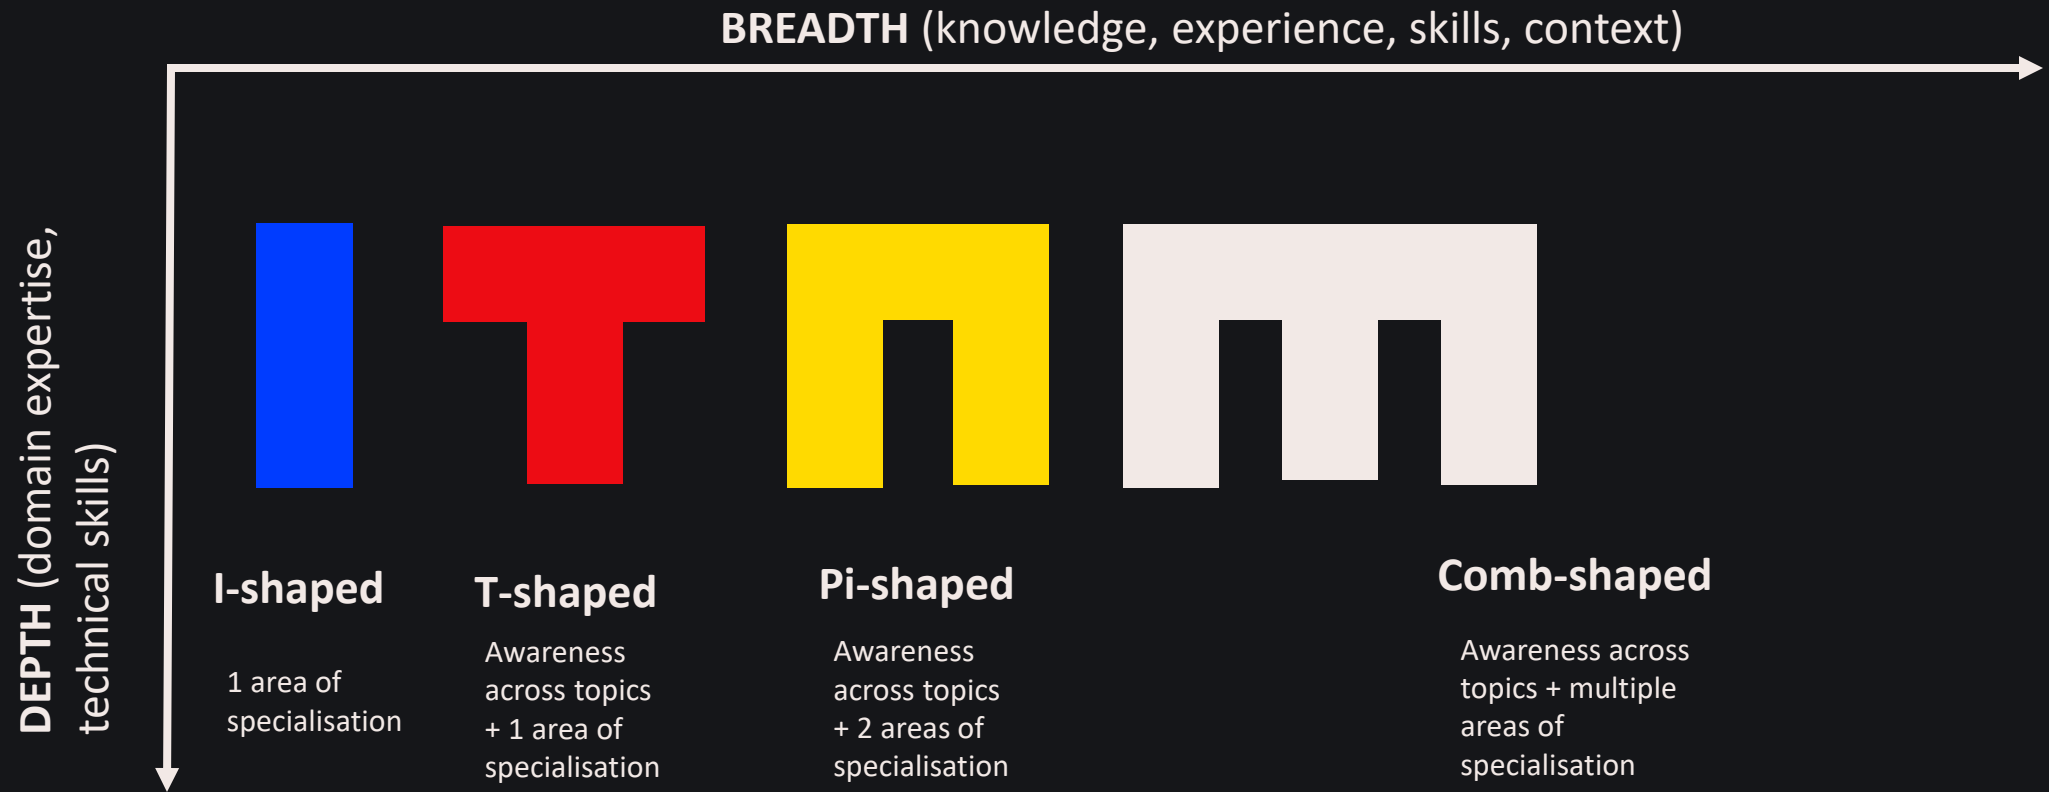 BREADTH (knowledge, experience, skills, context)
DEPTH (domain expertise,
technical skills)
I-shaped
1 area of
specialisation
T-shaped
Awareness
across topics
+ 1 area of
specialisation
Pi-shaped
Awareness
across topics
+ 2 areas of
specialisation
Comb-shaped
Awareness across
topics + multiple
areas of
specialisation